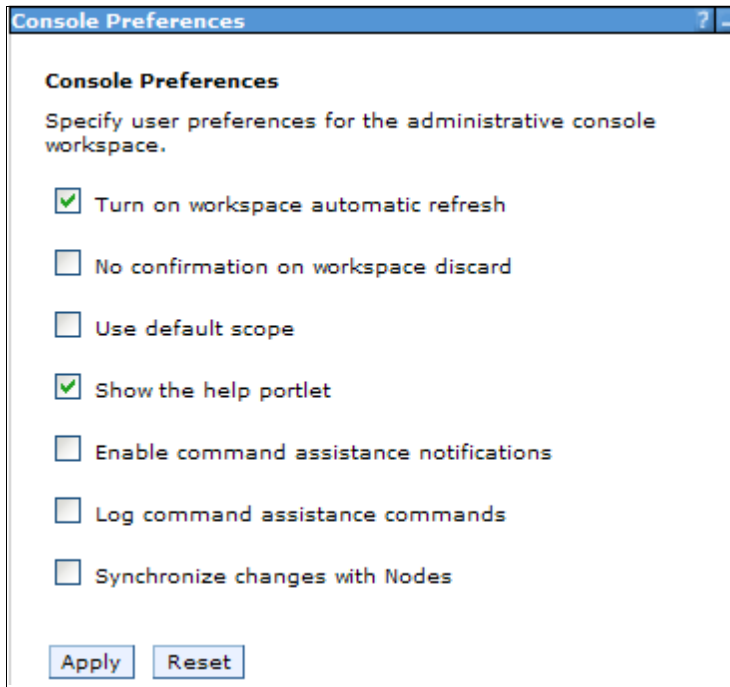 Console Preferences ? -
Console Preferences
Specify user preferences for the administrative console
workspace.
Turn on workspace automatic refresh
No confirmation on workspace discard
Use default scope
Show the help portlet
Enable command assistance notifications
Log command assistance commands
Synchronize changes with Nodes
Apply Reset